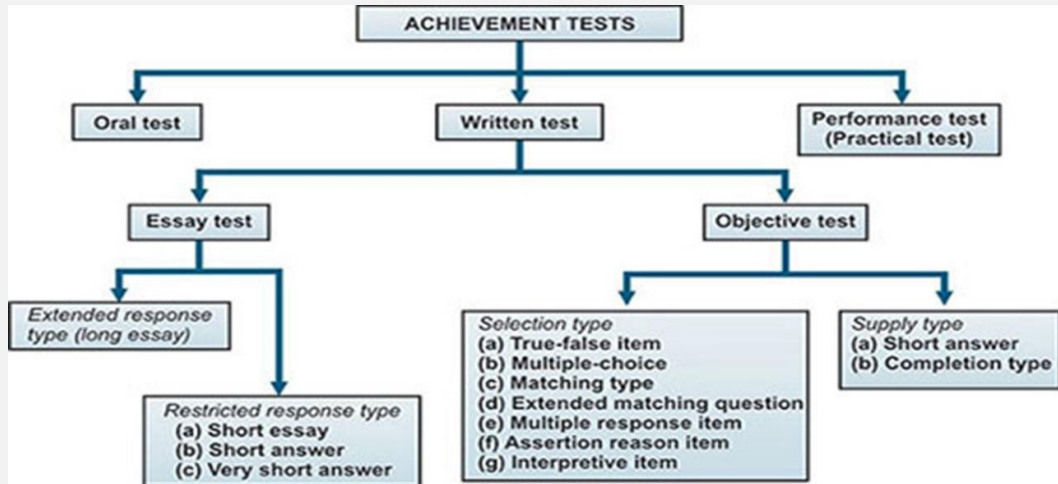 ACHIEVEMENT TESTS
Oral test
Written test
Performance test
(Practical test)
Essay test
Objective test
Extended response
type (long essay)
Restricted response type
(a) Short essay
(b) Short answer
(c) Very short answer
Selection type
(a) True-false item
(b) Multiple-choice
(c) Matching type
(d) Extended matching question
(e) Multiple response item
(f) Assertion reason item
(g) Interpretive item
Supply type
(a) Short answer
(b) Completion type